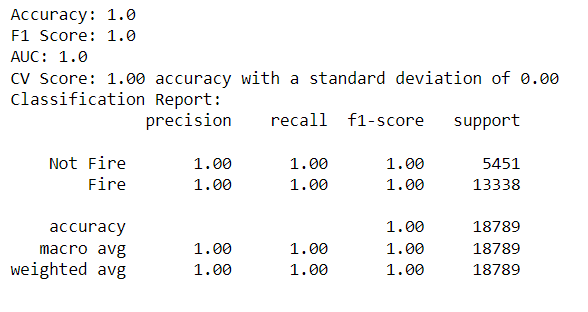 Accuracy: 1.0
F1 Score: 1.0
AUC: 1.0
CV Score: 1.00 accuracy with a standard deviation of 0.00
Classification Report:
precision recall f1-score support
Not Fire 1.00 1.00 1.00 5451
Fire 1.00 1.00 1.00 13338
accuracy 1.00 18789
macro avg 1.00 1.00 1.00 18789
weighted avg 1.00 1.00 1.00 18789